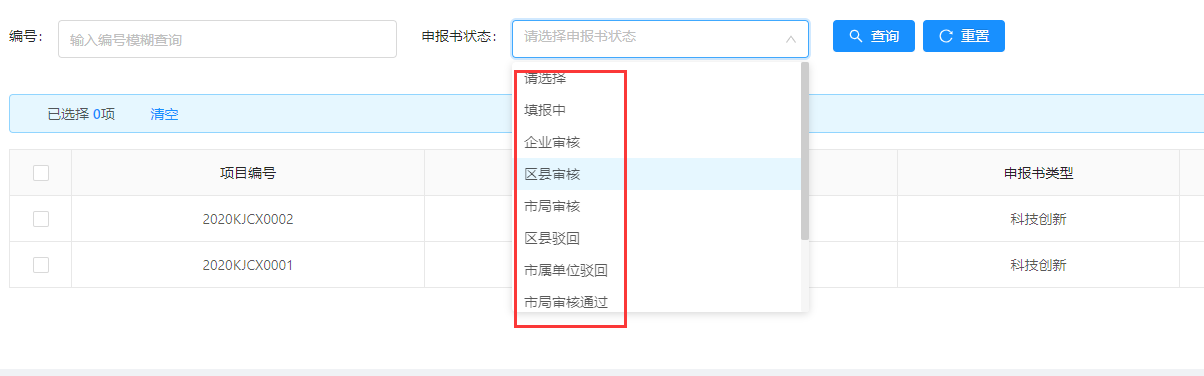 编号: 输入编号模糊查询 申报书状态: 请选择申报书状态 查询 重置
请选择
已选择 0项 清空
填报中
企业审核
项目编号 区县审核 申报书类型
市局审核
2020KJCX0002 科技创新
区县驳回
2020KJCX0001 市属单位驳回 科技创新
市局审核通过